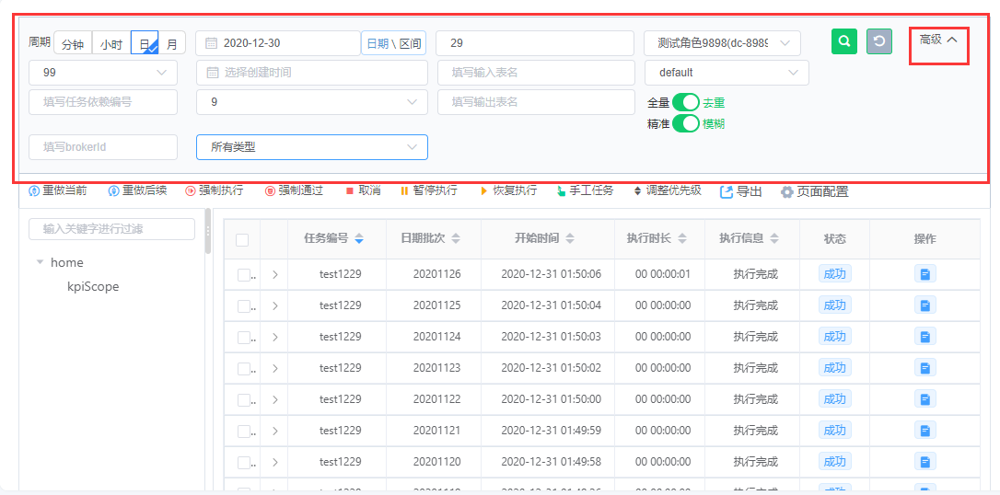 周期 分钟 小时 日 月 2020-12-30 日期 \ 区间 29 测试角色9898(dc-8989 高级
99 选择创建时间 填写输入表名 default
填写任务依赖编号 9 填写输出表名 全量 去重
精准 模糊
填写brokerId 所有类型
重做当前 重做后续 强制执行 强制通过 取消 暂停执行 恢复执行 手工任务 调整优先级 导出 页面配置
输入关键字进行过滤
home
kpiScope
任务编号 日期批次 开始时间 执行时长 执行信息 状态 操作
test1229 20201126 2020-12-31 01:50:06 00 00:00:01 执行完成 成功
test1229 20201125 2020-12-31 01:50:04 00 00:00:00 执行完成 成功
test1229 20201124 2020-12-31 01:50:03 00 00:00:00 执行完成 成功
test1229 20201123 2020-12-31 01:50:02 00 00:00:00 执行完成 成功
test1229 20201122 2020-12-31 01:50:00 00 00:00:00 执行完成 成功
test1229 20201121 2020-12-31 01:49:59 00 00:00:00 执行完成 成功
test1229 20201120 2020-12-31 01:49:58 00 00:00:00 执行完成 成功